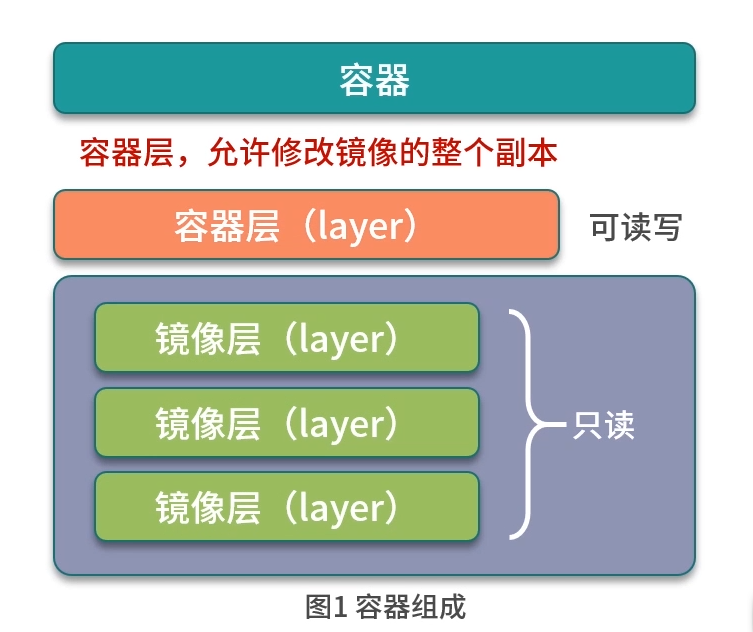 容器
容器层，允许修改镜像的整个副本
容器层（layer） 可读写
镜像层（layer）
镜像层（layer）
只读
镜像层（layer）
图1 容器组成